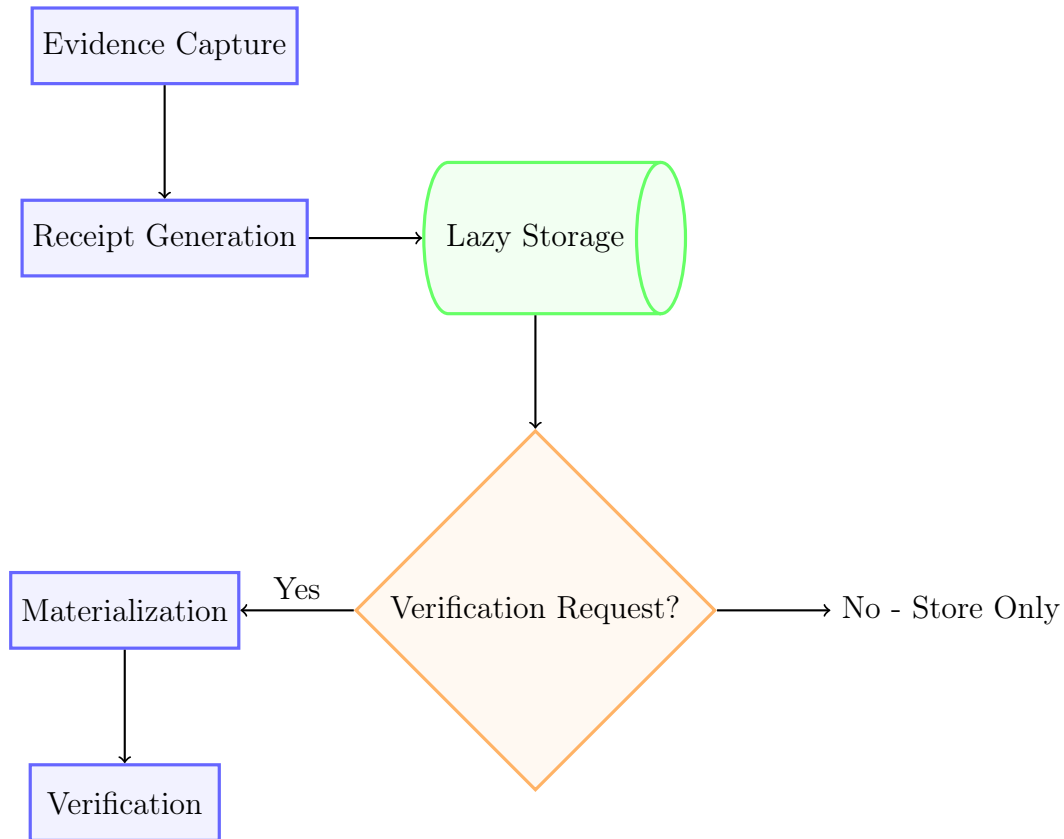 Evidence Capture
Receipt Generation
Lazy Storage
Verification Request?
Yes
Materialization
No - Store Only
Verification